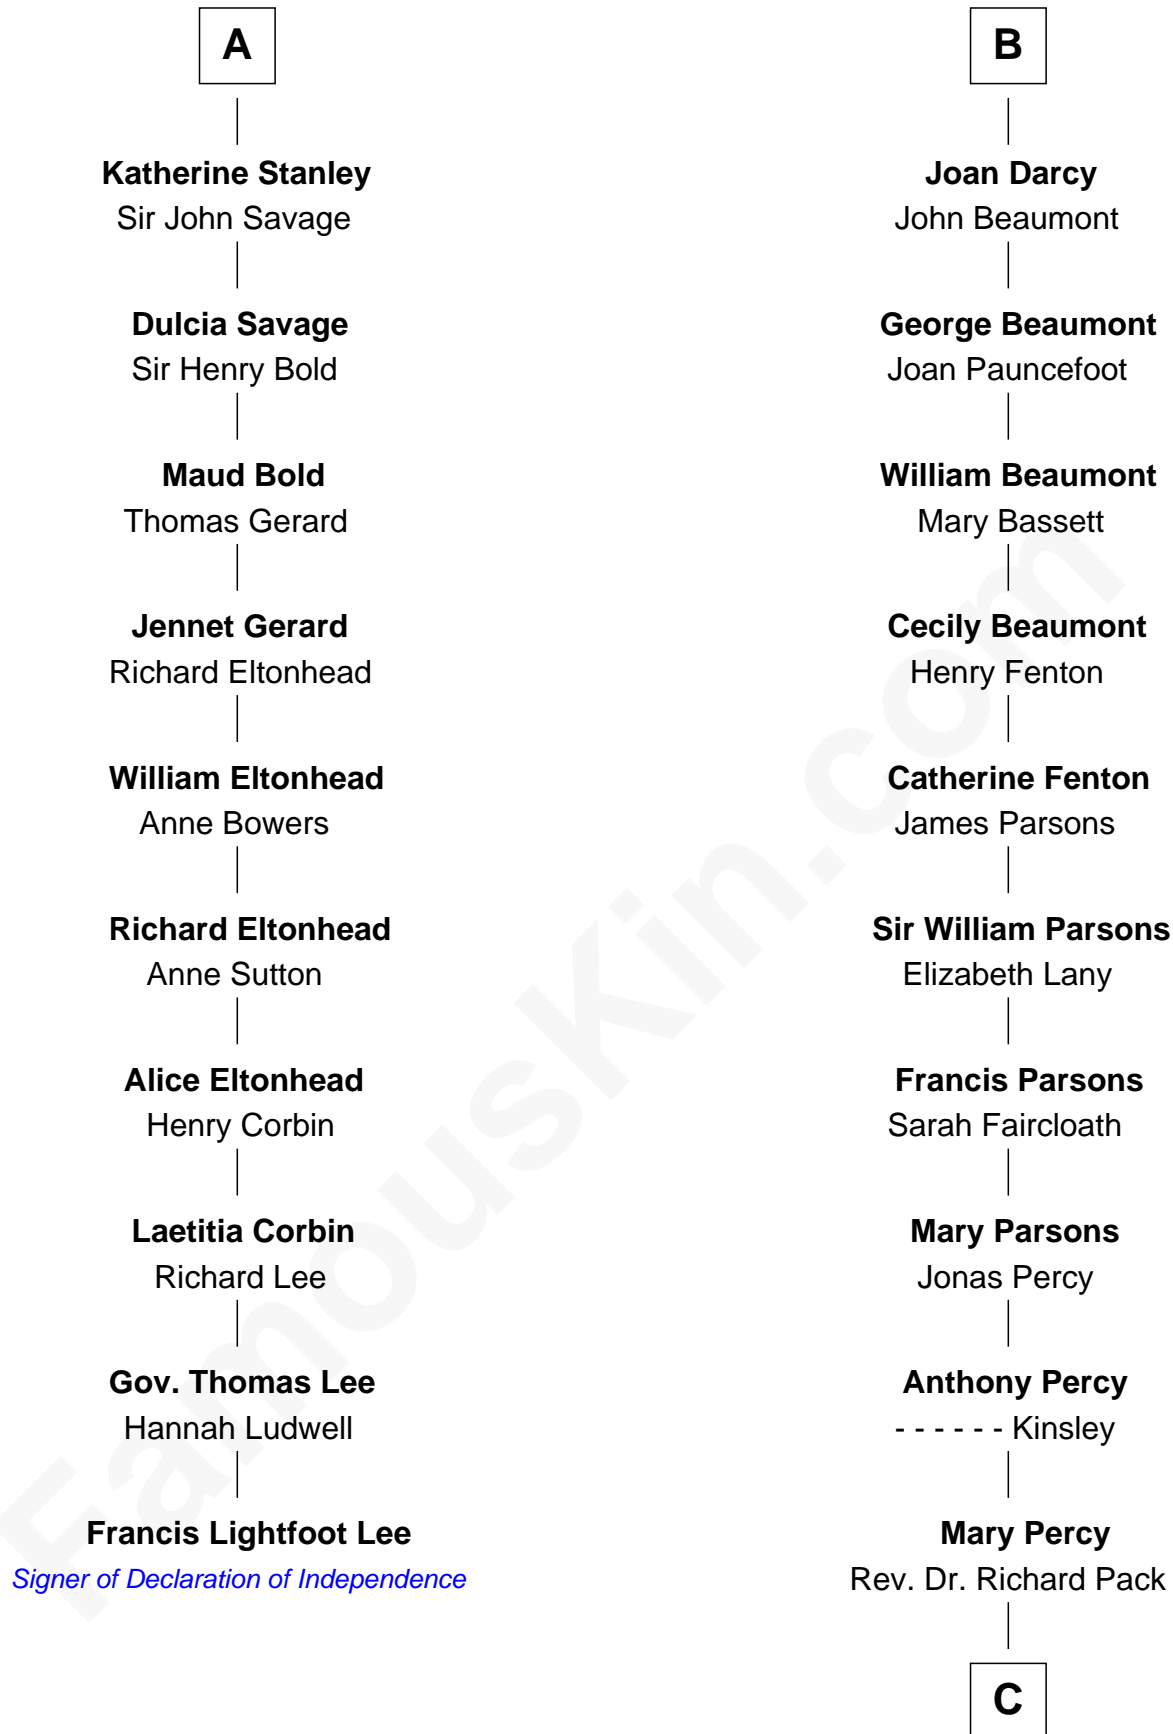 A
Katherine Stanley
Sir John Savage
Dulcia Savage
Sir Henry Bold
Maud Bold
Thomas Gerard
Jennet Gerard
Richard Eltonhead
William Eltonhead
Anne Bowers
Richard Eltonhead
Anne Sutton
Alice Eltonhead
Henry Corbin
Laetitia Corbin
Richard Lee
Gov. Thomas Lee
Hannah Ludwell
Francis Lightfoot Lee
Signer of Declaration of Independence
B
Joan Darcy
John Beaumont
George Beaumont
Joan Pauncefoot
William Beaumont
Mary Bassett
Cecily Beaumont
Henry Fenton
Catherine Fenton
James Parsons
Sir William Parsons
Elizabeth Lany
Francis Parsons
Sarah Faircloath
Mary Parsons
Jonas Percy
Anthony Percy
- - - - - - Kinsley
Mary Percy
Rev. Dr. Richard Pack
C
FamousKin.com